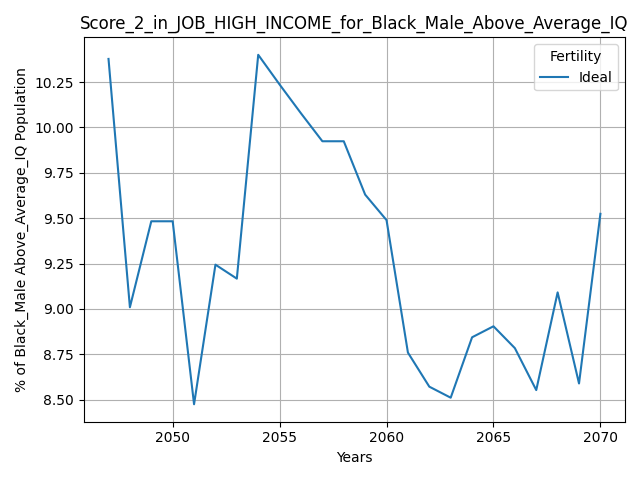 Score_2_in_JOB_HIGH_INCOME_for_Black_Male_Above_Average_IQ
Fertility
Ideal
% of Black_Male Above_Average_IQ Population
10.25
10.00
9.75
9.50
9.25
9.00
8.75
8.50
2050 2055 2060 2065 2070
Years